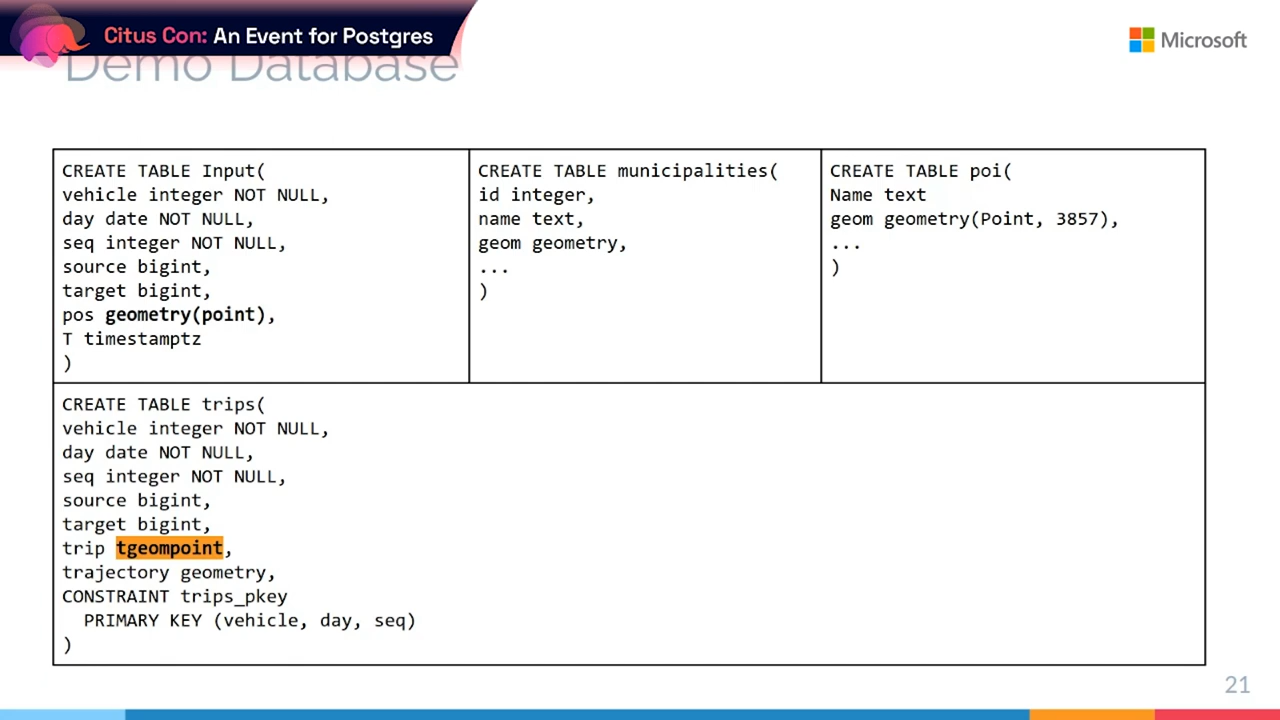 Citus Con: An Event for Postgres
Microsoft
Demo Database
CREATE TABLE Input(
vehicle integer NOT NULL,
day date NOT NULL,
seq integer NOT NULL,
source bigint,
target bigint,
pos geometry(point),
T timestamptz
)
CREATE TABLE municipalities(
id integer,
name text,
geom geometry,
...
)
CREATE TABLE poi(
Name text
geom geometry(Point, 3857),
...
)
CREATE TABLE trips(
vehicle integer NOT NULL,
day date NOT NULL,
seq integer NOT NULL,
source bigint,
target bigint,
trip tgeompoint,
trajectory geometry,
CONSTRAINT trips_pkey
PRIMARY KEY (vehicle, day, seq)
)
21